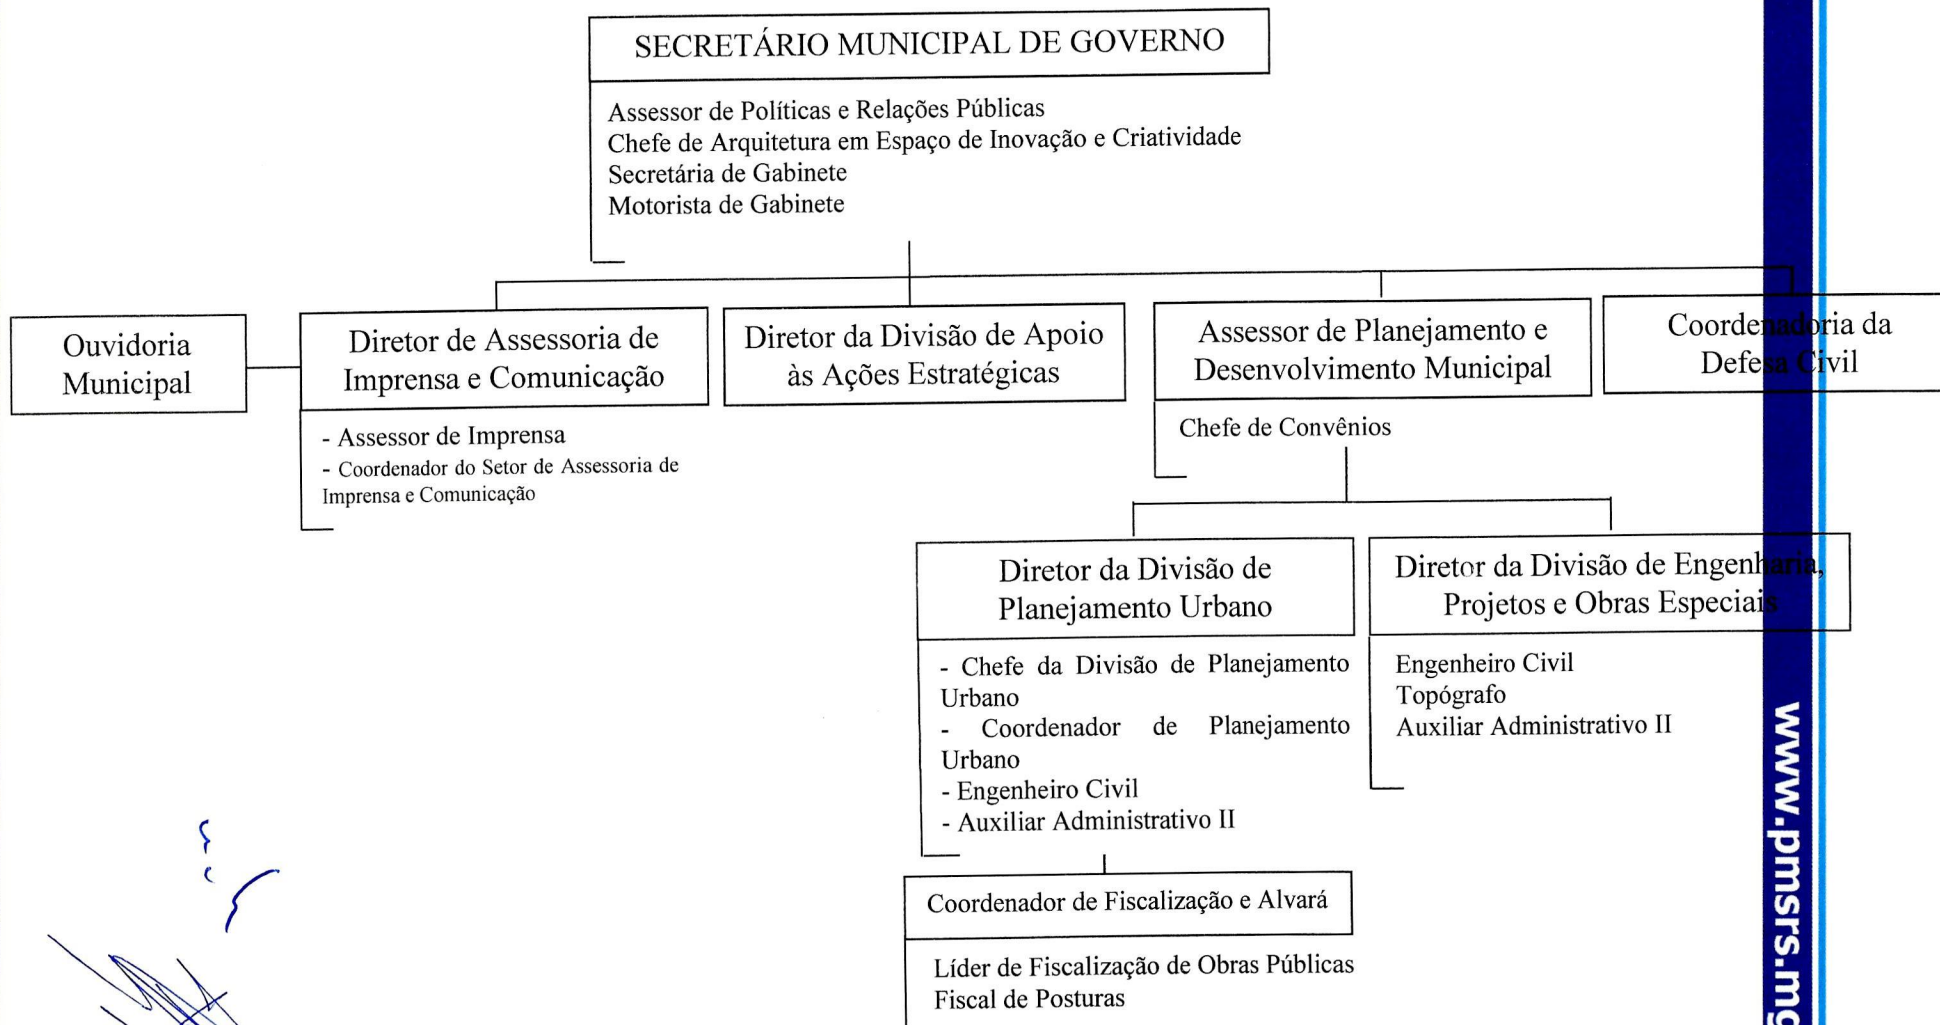 SECRETÁRIO MUNICIPAL DE GOVERNO
Assessor de Políticas e Relações Públicas
Chefe de Arquitetura em Espaço de Inovação e Criatividade
Secretária de Gabinete
Motorista de Gabinete
Ouvidoria
Municipal
Diretor de Assessoria de
Imprensa e Comunicação
- Assessor de Imprensa
- Coordenador do Setor de Assessoria de
Imprensa e Comunicação
Diretor da Divisão de Apoio
às Ações Estratégicas
Assessor de Planejamento e
Desenvolvimento Municipal
Chefe de Convênios
Coordenadoria da
Defesa Civil
Diretor da Divisão de
Planejamento Urbano
- Chefe da Divisão de Planejamento
Urbano
- Coordenador de Planejamento
Urbano
- Engenheiro Civil
- Auxiliar Administrativo II
Diretor da Divisão de Engenharia,
Projetos e Obras Especiais
Engenheiro Civil
Topógrafo
Auxiliar Administrativo II
Coordenador de Fiscalização e Alvará
Líder de Fiscalização de Obras Públicas
Fiscal de Posturas
www.pmsrs.mg